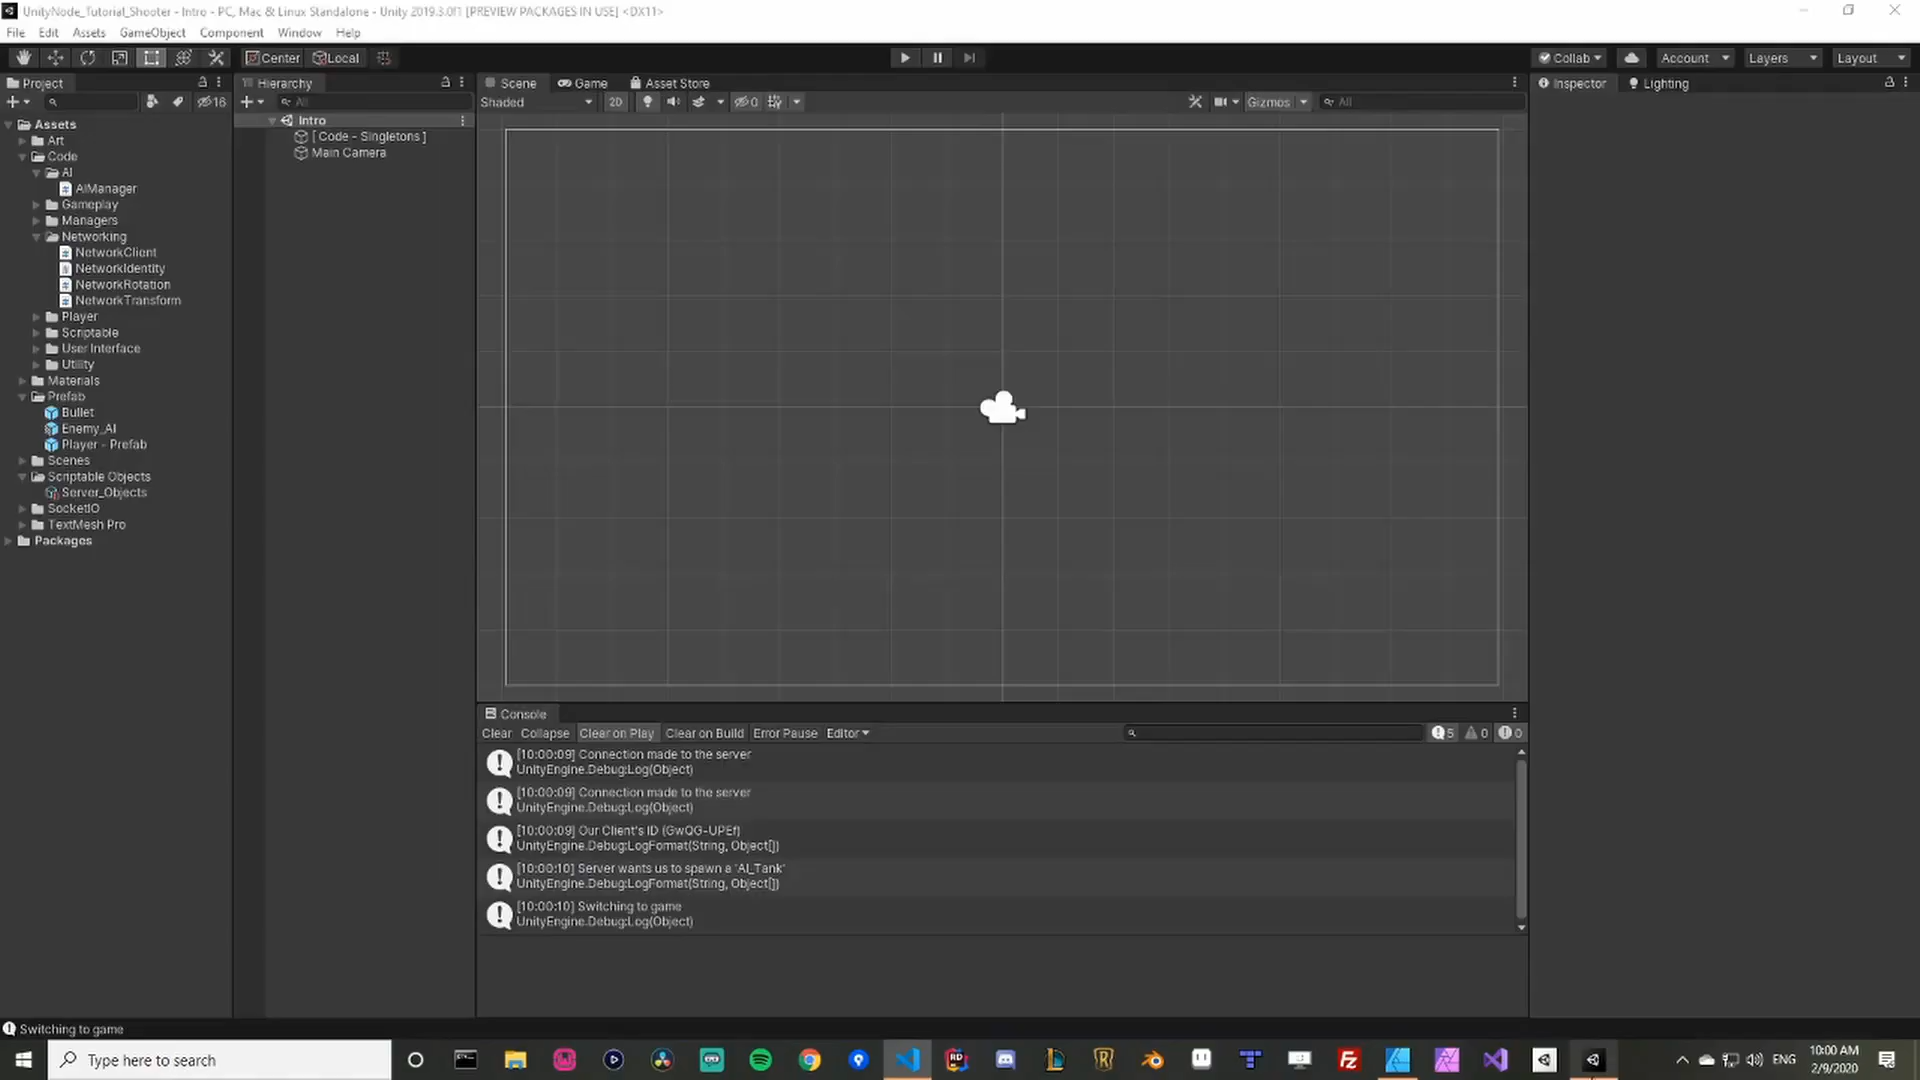 UnityNode_Tutorial_Shooter - Intro - PC, Mac & Linux Standalone - Unity 2019.3.0f1 [PREVIEW PACKAGES IN USE] <DX11>
File Edit Assets GameObject Component Window Help
Center Local Collab Account Layers Layout
Project
16
Assets
Art
Code
AI
AIManager
Gameplay
Managers
Networking
NetworkClient
NetworkIdentity
NetworkRotation
NetworkTransform
Player
Scriptable
User Interface
Utility
Materials
Prefab
Bullet
Enemy_AI
Player - Prefab
Scenes
Scriptable Objects
Server_Objects
SocketIO
TextMesh Pro
Packages
Hierarchy
All
Intro
[ Code - Singletons ]
Main Camera
Scene Game Asset Store
Shaded 2D 0 Gizmos All
Inspector Lighting
Console
Clear Collapse Clear on Play Clear on Build Error Pause Editor 5 0 0
[10:00:09] Connection made to the server
UnityEngine.Debug:Log(Object)
[10:00:09] Connection made to the server
UnityEngine.Debug:Log(Object)
[10:00:09] Our Client's ID (GwQG-UPEf)
UnityEngine.Debug:LogFormat(String, Object[])
[10:00:10] Server wants us to spawn a 'AI_Tank'
UnityEngine.Debug:LogFormat(String, Object[])
[10:00:10] Switching to game
UnityEngine.Debug:Log(Object)
Switching to game
Type here to search
RD
FZ
ENG
10:00 AM
2/9/2020